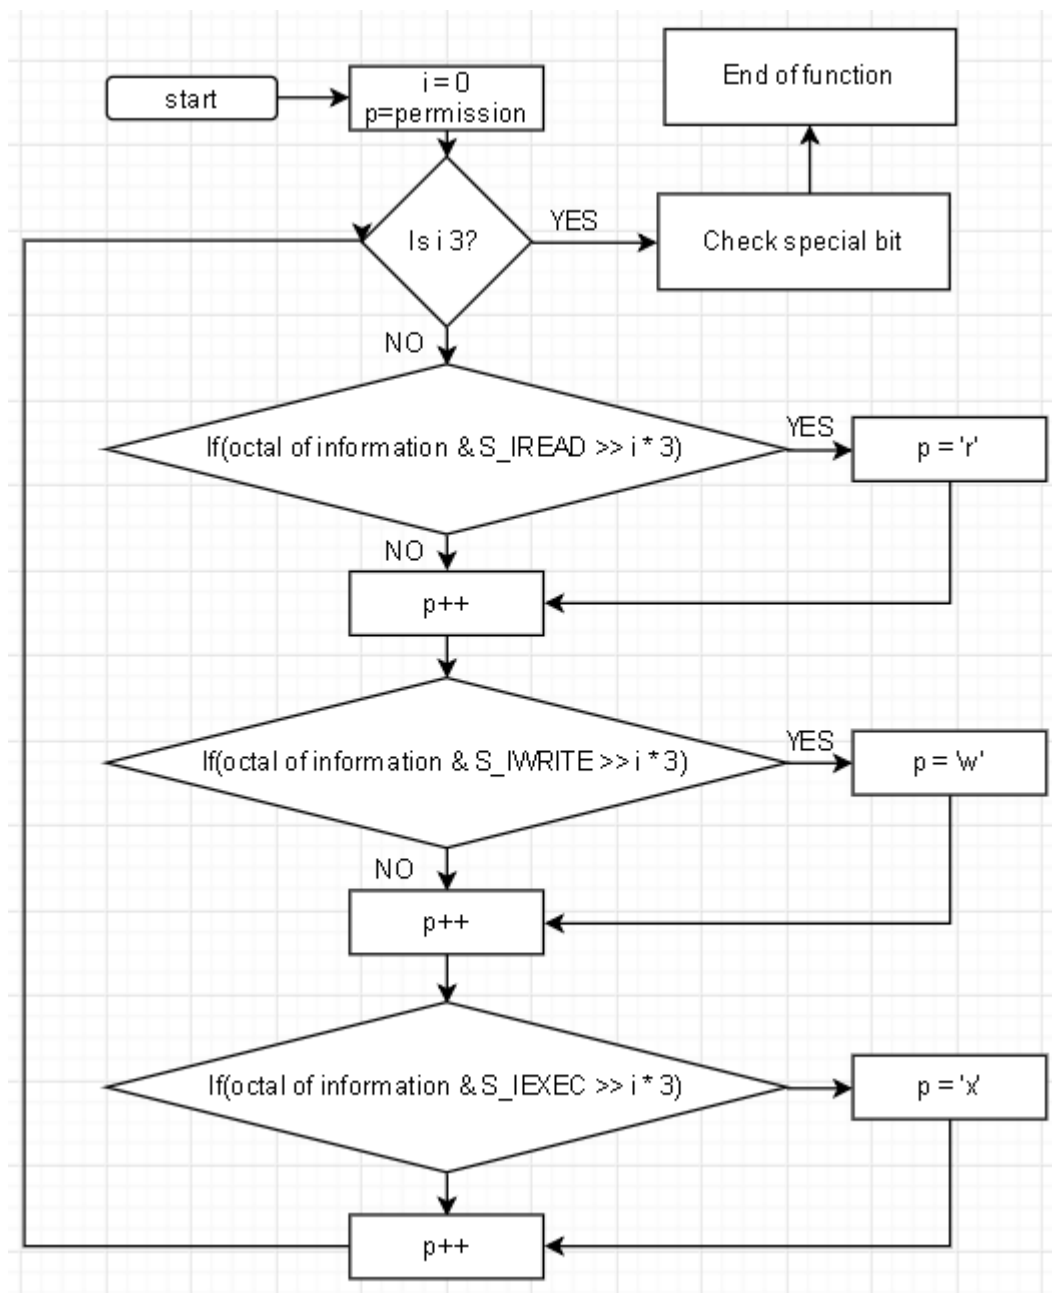 start
i = 0
p=permission
End of function
Is i 3?
YES
Check special bit
NO
If(octal of information & S_IREAD >> i * 3)
YES
p = 'r'
NO
p++
If(octal of information & S_IWRITE >> i * 3)
YES
p = 'w'
NO
p++
If(octal of information & S_IEXEC >> i * 3)
p = 'x'
p++